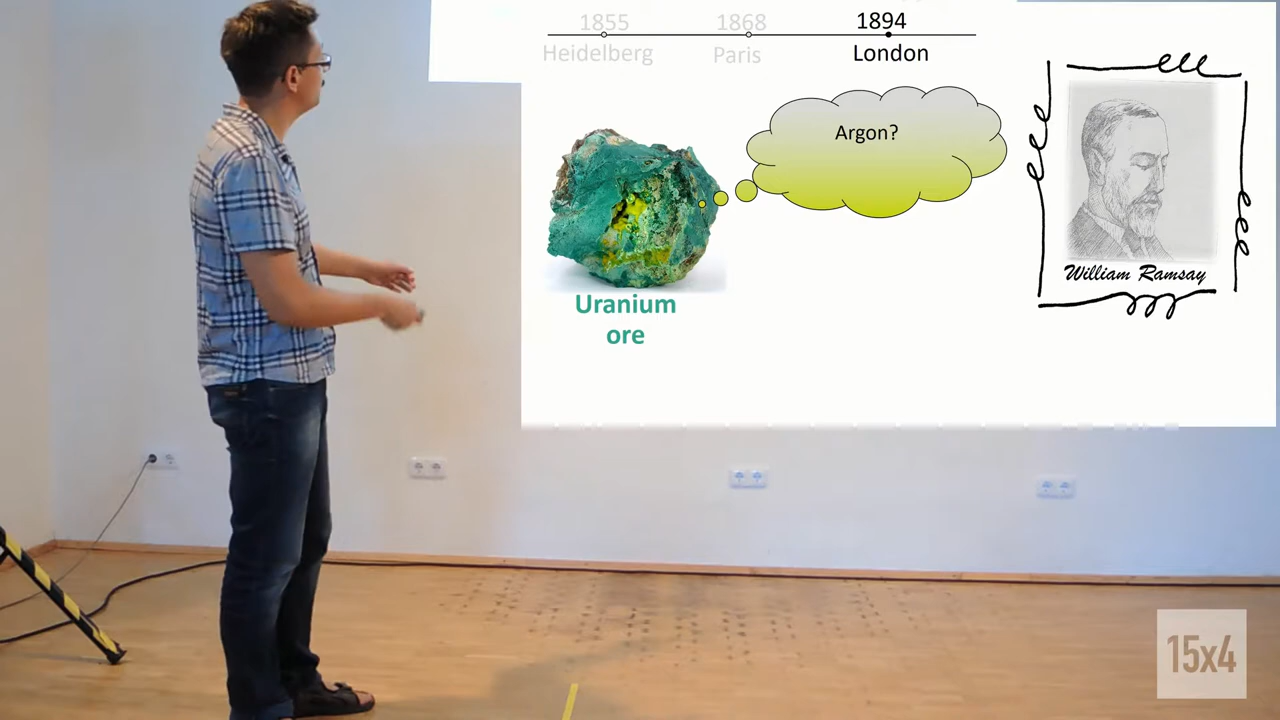 1855
1868
1894
Heidelberg
Paris
London
Argon?
William Ramsay
Uranium
ore
15x4